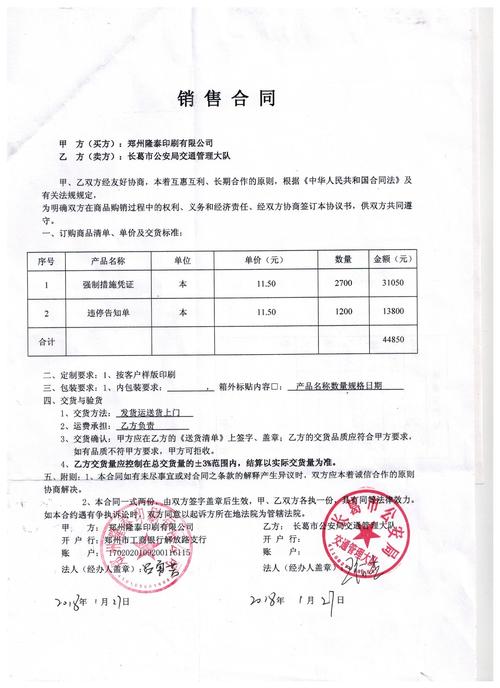 销售合同
甲 方（买方）：郑州隆泰印刷有限公司
乙 方（卖方）：长葛市公安局交通管理大队
甲、乙双方经友好协商，本着互惠互利、长期合作的原则，根据《中华人民共和国合同法》及
有关法规规定，
为明确双方在商品购销过程中的权利、义务和经济责任、经双方协商签订本协议书，供双方共同遵
守。
一、订购商品清单、单价及交货标准：
序号 产品名称 单位 单价（元） 数量 金额（元）
1 强制措施凭证 本 11.50 2700 31050
2 违停告知单 本 11.50 1200 13800
合计 44850
二、定制要求：1、按客户样版印刷
三、包装要求：1、内包装要求： ，箱外标贴内容□： 产品名称数量规格日期
四、交货与验货
1、交货方法： 发货运送货上门
2、运费承担： 乙方负责
3、交货确认：甲方应在乙方的《送货清单》上签字、盖章；乙方的交货品质应符合甲方要求，
如有品质不符甲方要求，甲方可拒收。
4、乙方交货量应控制在总交货量的±3%范围内，结算以实际交货量为准。
五、附则：1、本合同如有未尽事宜或对合同之条款的解释产生异议时，双方应本着诚信合作的原则
协商解决。
2、本合同一式两份，由双方签字盖章后生效，甲、乙双方各执一份，具有同等法律效力。
如本合约遇有争执诉讼时，双方同意以起诉方所在地法院为管辖法院。
甲 方： 郑州隆泰印刷有限公司 乙方： 长葛市公安局交通管理大队
开 户 行：郑州市工商银行解放路支行 开 户 行：
账 户： 1702020109200116115 账 户：
法人（经办人盖章）： 法人（经办人盖章）
长葛市公安局
交通管理大队
2018年 1月27日 2018年 1月27日